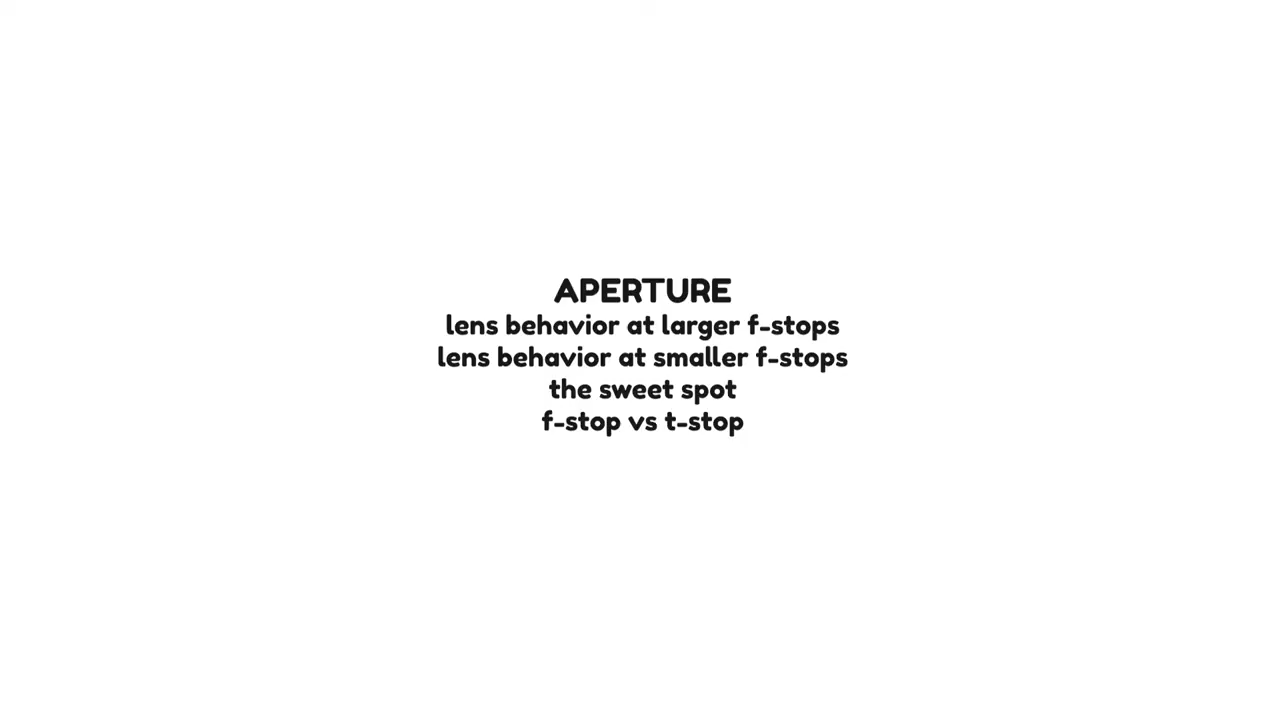 APERTURE
lens behavior at larger f-stops
lens behavior at smaller f-stops
the sweet spot
f-stop vs t-stop